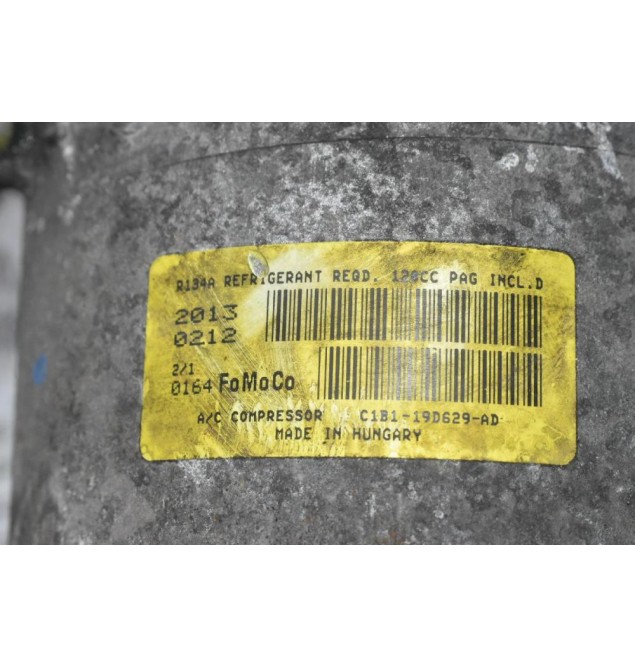 R134A REFRIGERANT REQD. 120CC PAG INCL.D
2013
0212
2/1
0164 FoMoCo
A/C COMPRESSOR C1B1-19D629-AD
MADE IN HUNGARY